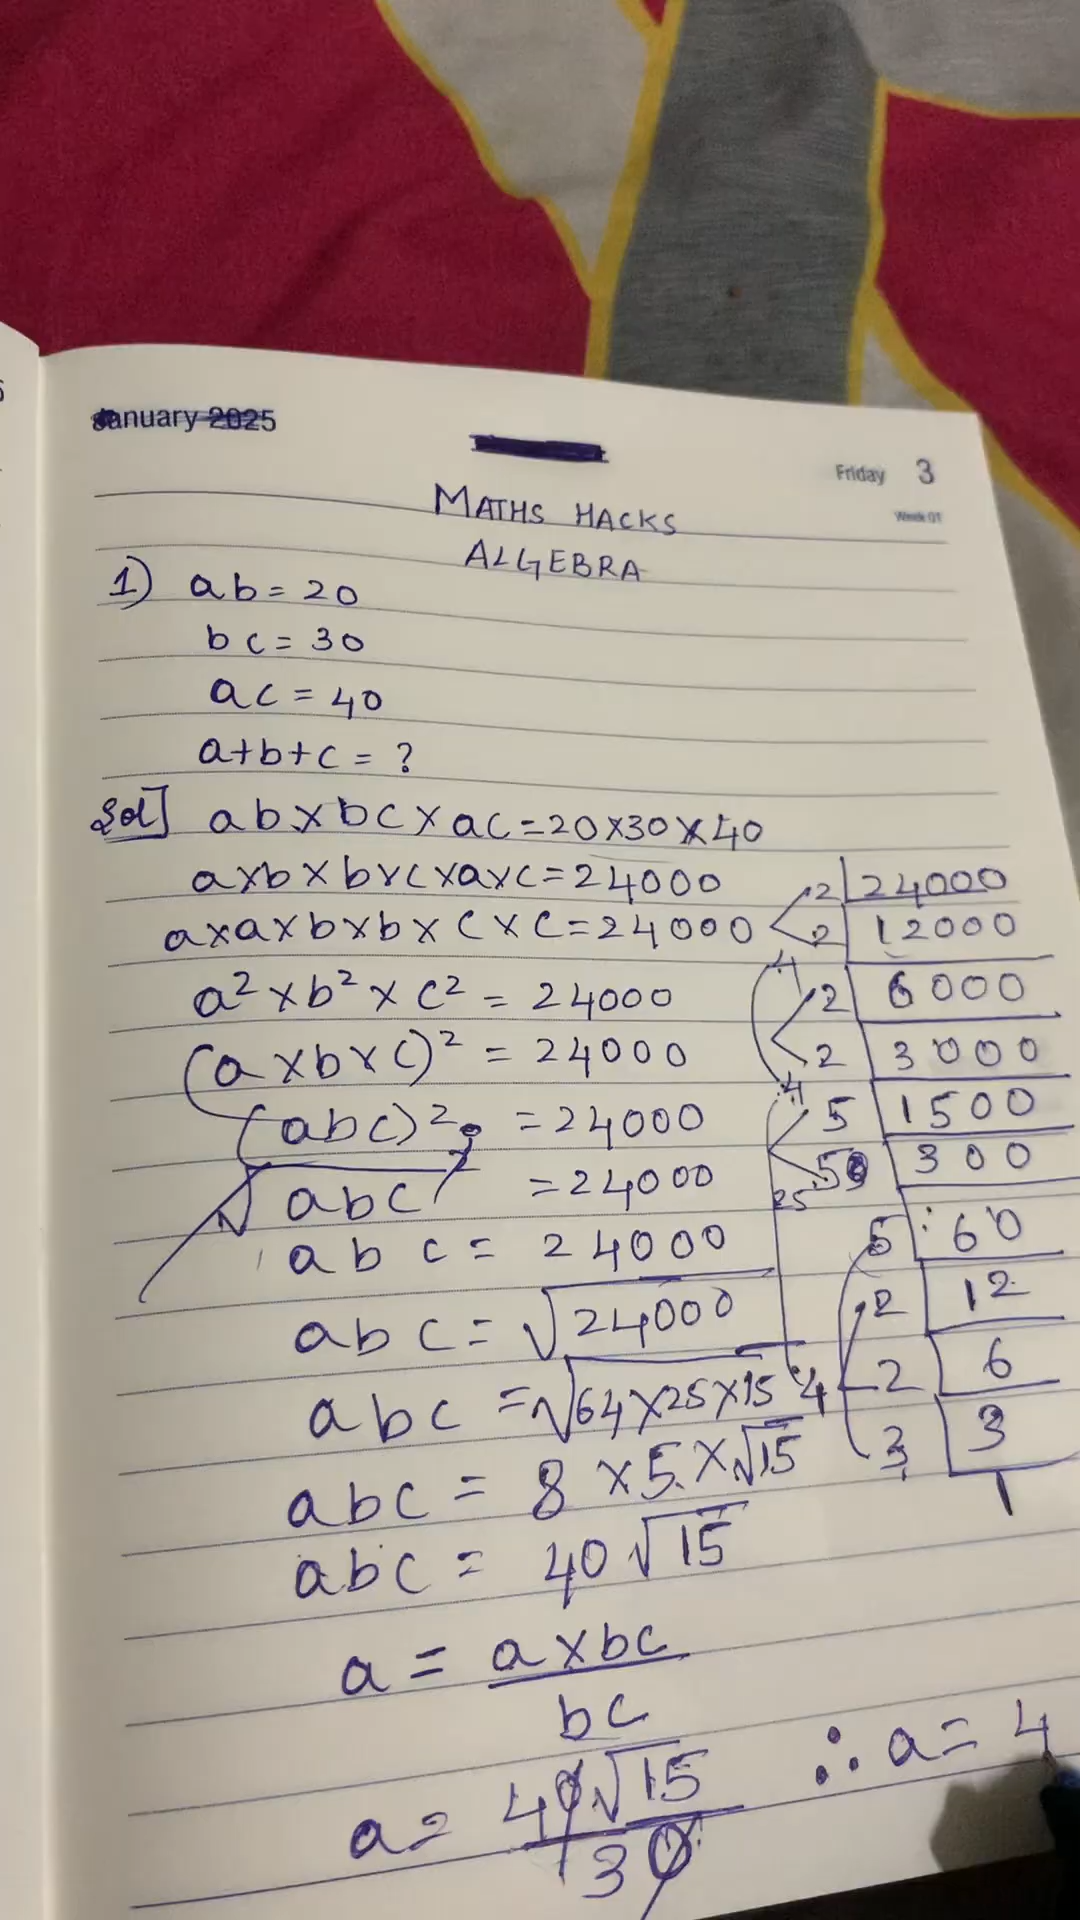 January 2025
Friday 3
Week 01
MATHS HACKS
ALGEBRA
1) ab = 20
bc = 30
ac = 40
a+b+c = ?
Sol] ab×bc×ac=20×30×40
a×b×b×c×a×c=24000
a×a×b×b×c×c=24000
a²×b²×c² = 24000
(a×b×c)² = 24000
(abc)² = 24000
√abc = 24000
abc = 24000
abc = √24000
abc = √64×25×15
abc = 8×5×√15
abc = 40√15
a = a×bc / bc
a = 40√15 / 30
∴ a = 4
2 | 24000
2 | 12000
4
2 | 6000
2 | 3000
4
5 | 1500
5 | 300
25
5 | 60
2 | 12
4 2 | 6
3 | 3
1